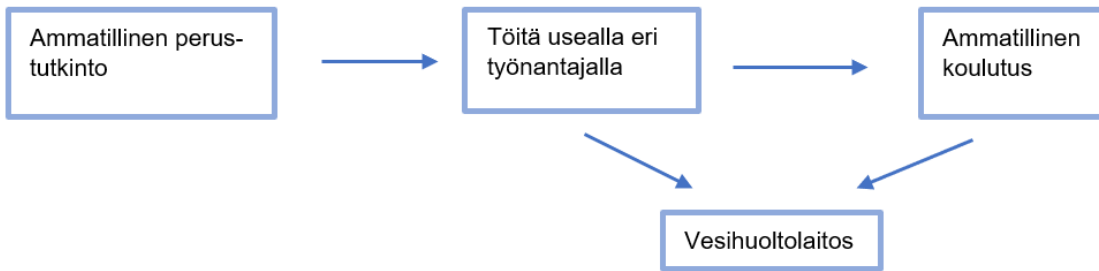 Ammatillinen perus-
tutkinto
Töitä usealla eri
työnantajalla
Ammatillinen
koulutus
Vesihuoltolaitos